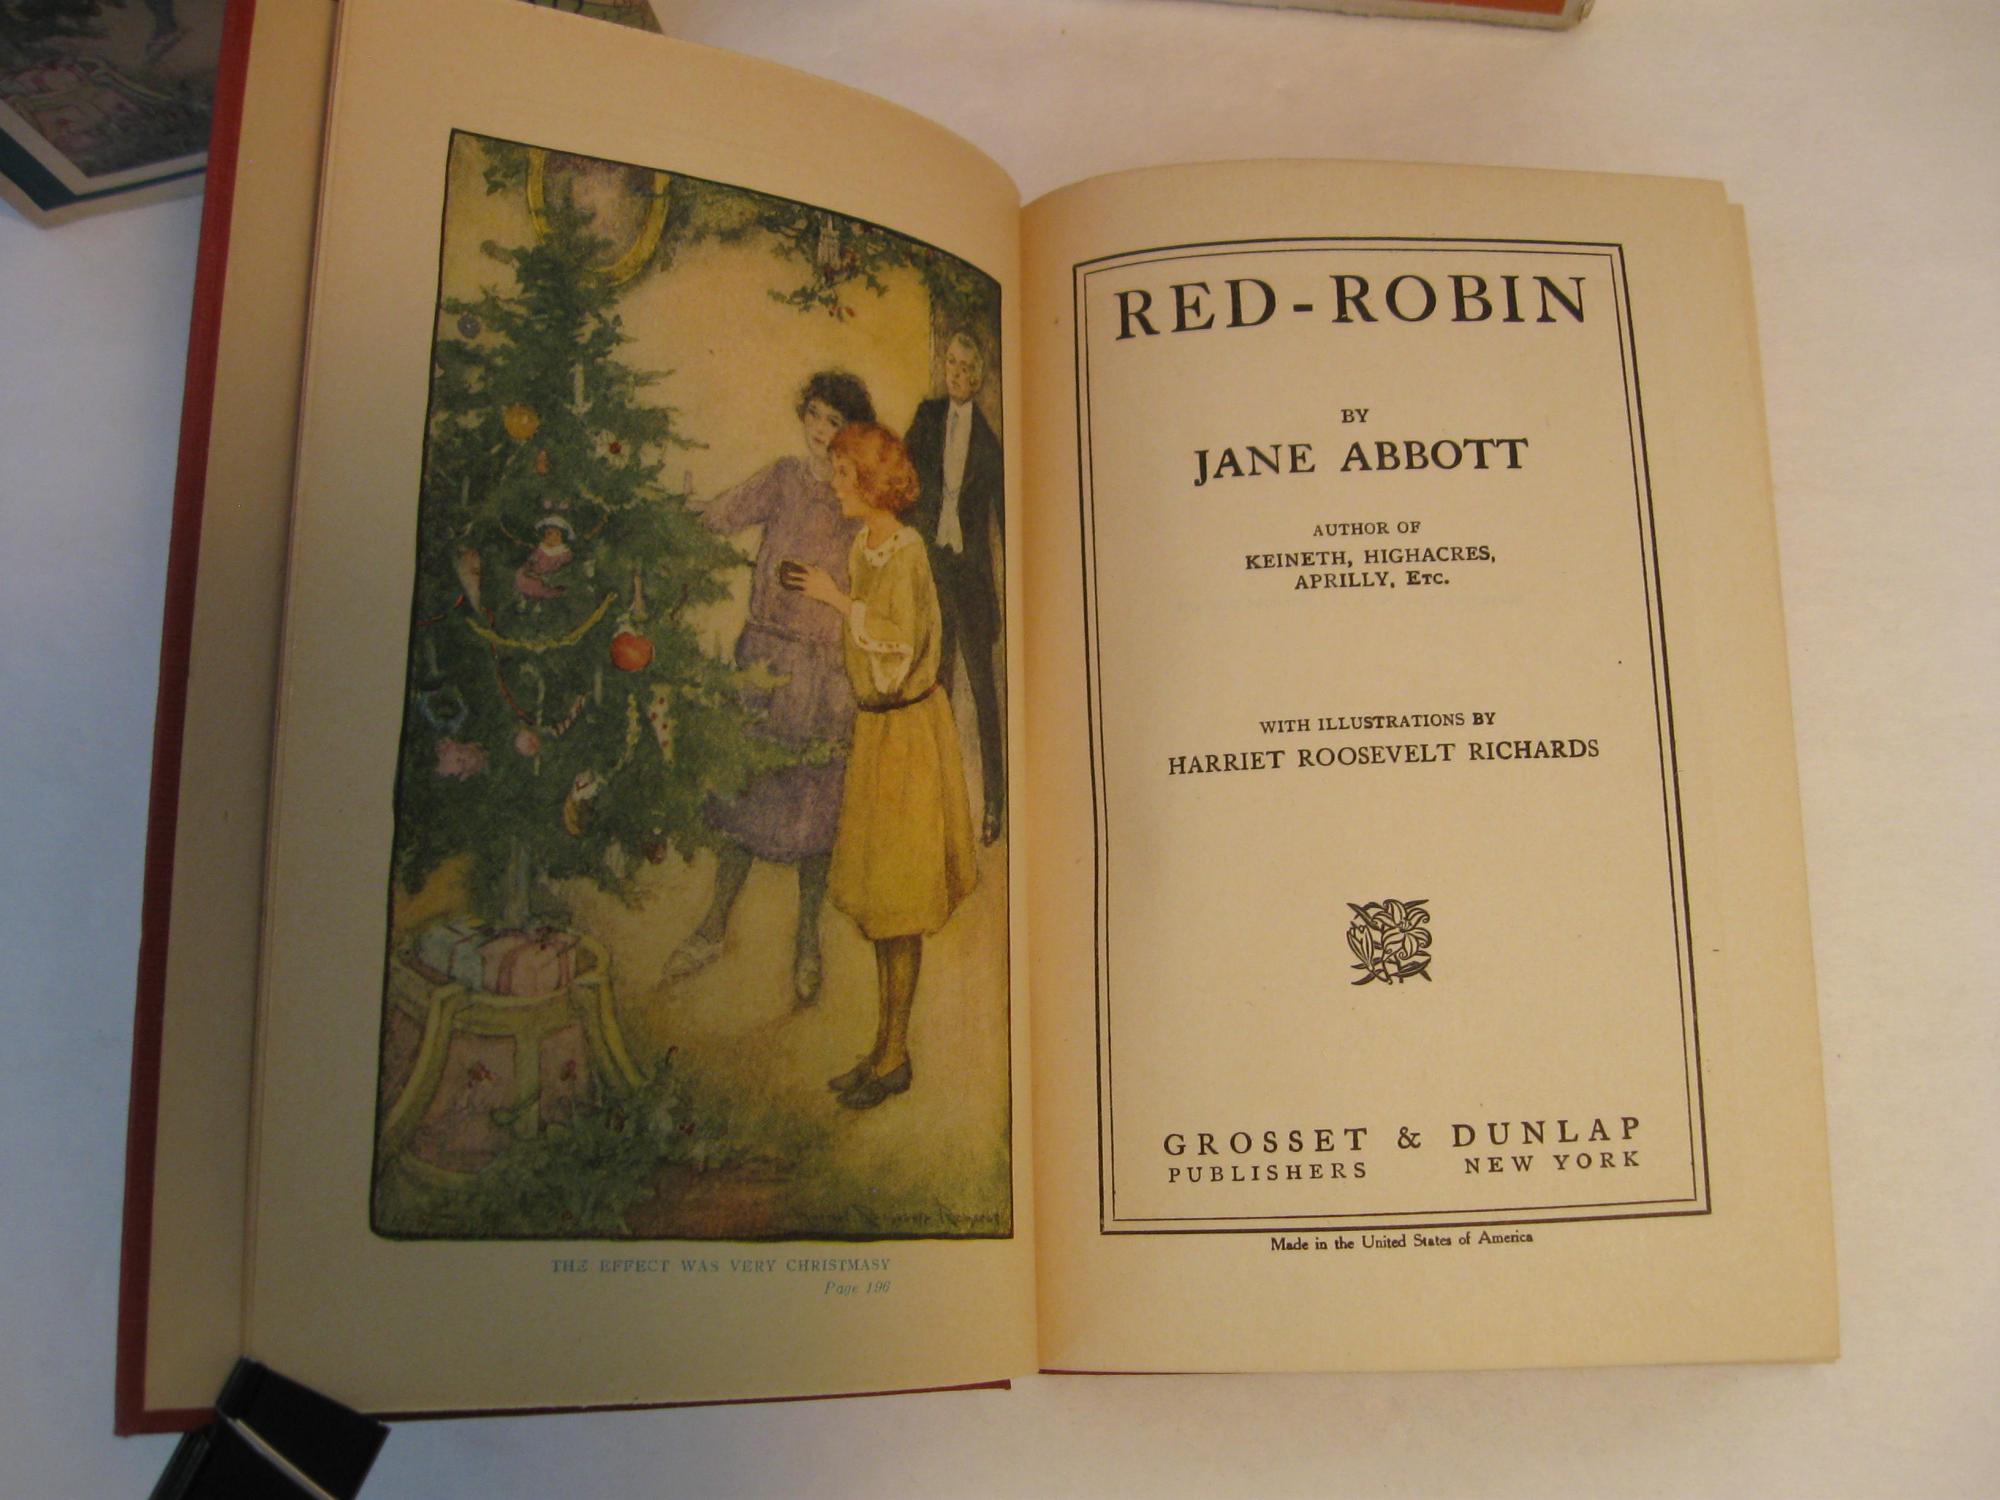 THE EFFECT WAS VERY CHRISTMASY
Page 196
RED-ROBIN
BY
JANE ABBOTT
AUTHOR OF
KEINETH, HIGHACRES,
APRILLY, ETC.
WITH ILLUSTRATIONS BY
HARRIET ROOSEVELT RICHARDS
GROSSET & DUNLAP
PUBLISHERS NEW YORK
Made in the United States of America